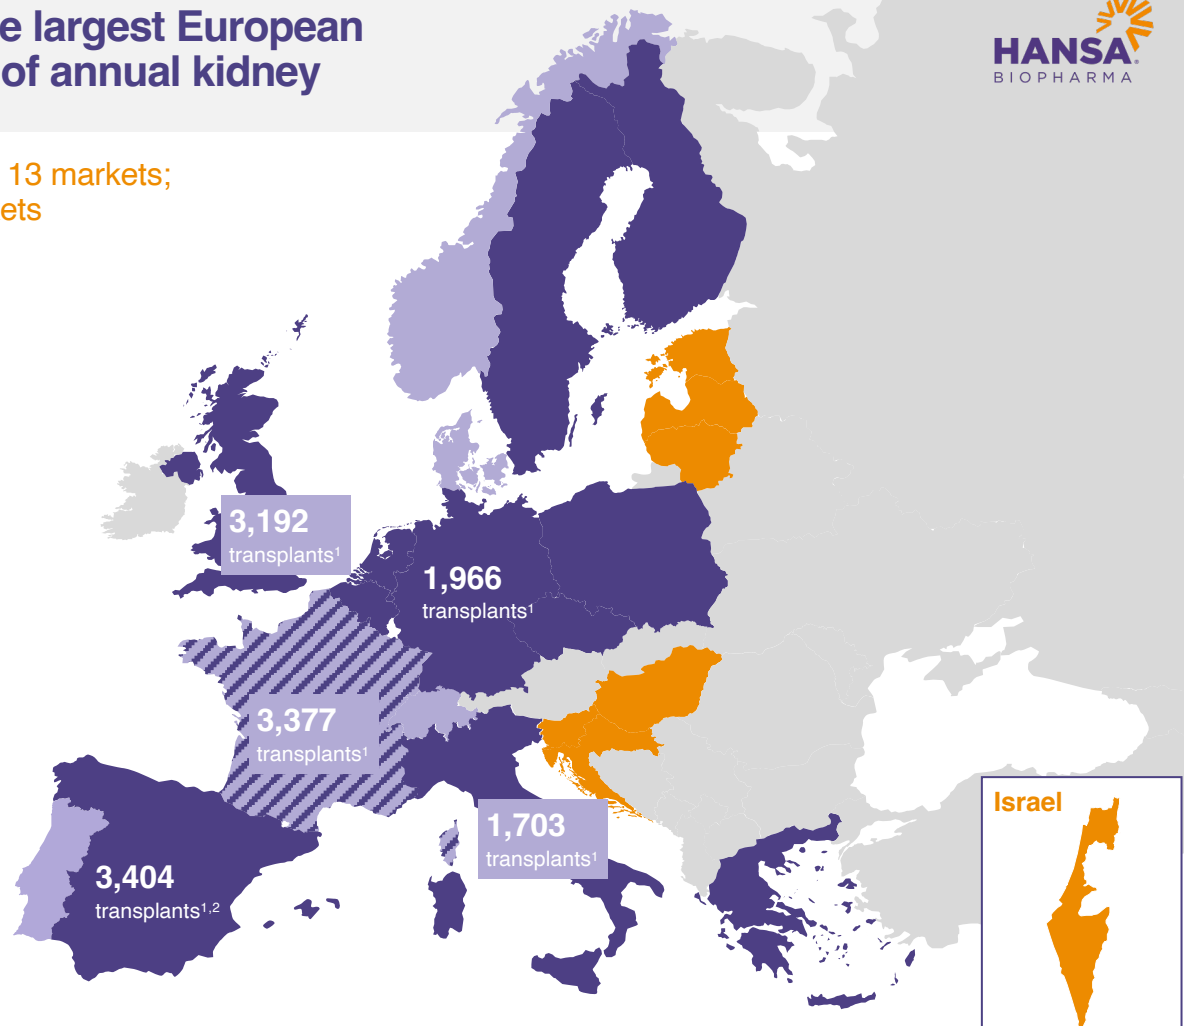 e largest European
of annual kidney
HANSA
BIOPHARMA
13 markets;
ets
3,192
transplants¹
1,966
transplants¹
3,377
transplants¹
1,703
transplants¹
3,404
transplants¹,²
Israel